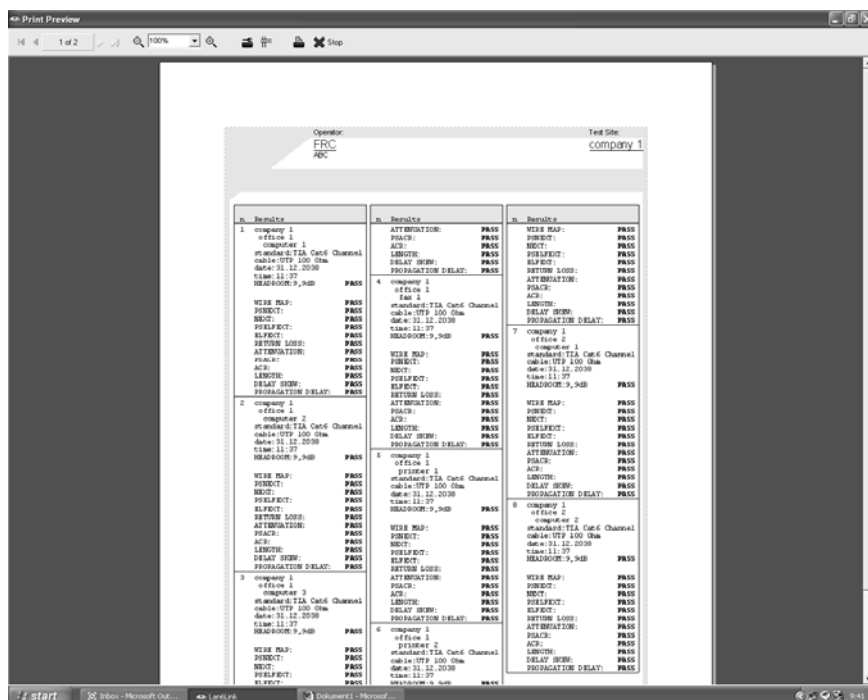 Print Preview
1 of 2
100%
Stop
Operator:
FRC
ABC
Test Site:
company 1
n Results
1 company 1
office 1
computer 1
standard:TIA Cat6 Channel
cable:UTP 100 Ohm
date:31.12.2038
time:11:37
HEADROOM:9,9dB PASS
WIRE MAP: PASS
PSNEXT: PASS
NEXT: PASS
PSELFEXT: PASS
ELFEXT: PASS
RETURN LOSS: PASS
ATTENUATION: PASS
PSACR: PASS
ACR: PASS
LENGTH: PASS
DELAY SKEW: PASS
PROPAGATION DELAY: PASS
2 company 1
office 1
computer 2
standard:TIA Cat6 Channel
cable:UTP 100 Ohm
date:31.12.2038
time:11:37
HEADROOM:9,9dB PASS
WIRE MAP: PASS
PSNEXT: PASS
NEXT: PASS
PSELFEXT: PASS
ELFEXT: PASS
RETURN LOSS: PASS
ATTENUATION: PASS
PSACR: PASS
ACR: PASS
LENGTH: PASS
DELAY SKEW: PASS
PROPAGATION DELAY: PASS
3 company 1
office 1
computer 3
standard:TIA Cat6 Channel
cable:UTP 100 Ohm
date:31.12.2038
time:11:37
HEADROOM:9,9dB PASS
WIRE MAP: PASS
PSNEXT: PASS
NEXT: PASS
PSELFEXT: PASS
ELFEXT: PASS
n Results
ATTENUATION: PASS
PSACR: PASS
ACR: PASS
LENGTH: PASS
DELAY SKEW: PASS
PROPAGATION DELAY: PASS
4 company 1
office 1
fax 1
standard:TIA Cat6 Channel
cable:UTP 100 Ohm
date:31.12.2038
time:11:37
HEADROOM:9,9dB PASS
WIRE MAP: PASS
PSNEXT: PASS
NEXT: PASS
PSELFEXT: PASS
ELFEXT: PASS
RETURN LOSS: PASS
ATTENUATION: PASS
PSACR: PASS
ACR: PASS
LENGTH: PASS
DELAY SKEW: PASS
PROPAGATION DELAY: PASS
5 company 1
office 1
printer 1
standard:TIA Cat6 Channel
cable:UTP 100 Ohm
date:31.12.2038
time:11:37
HEADROOM:9,9dB PASS
WIRE MAP: PASS
PSNEXT: PASS
NEXT: PASS
PSELFEXT: PASS
ELFEXT: PASS
RETURN LOSS: PASS
ATTENUATION: PASS
PSACR: PASS
ACR: PASS
LENGTH: PASS
DELAY SKEW: PASS
PROPAGATION DELAY: PASS
6 company 1
office 1
printer 2
standard:TIA Cat6 Channel
cable:UTP 100 Ohm
date:31.12.2038
n Results
WIRE MAP: PASS
PSNEXT: PASS
NEXT: PASS
PSELFEXT: PASS
ELFEXT: PASS
RETURN LOSS: PASS
ATTENUATION: PASS
PSACR: PASS
ACR: PASS
LENGTH: PASS
DELAY SKEW: PASS
PROPAGATION DELAY: PASS
7 company 1
office 2
computer 1
standard:TIA Cat6 Channel
cable:UTP 100 Ohm
date:31.12.2038
time:11:37
HEADROOM:9,9dB PASS
WIRE MAP: PASS
PSNEXT: PASS
NEXT: PASS
PSELFEXT: PASS
ELFEXT: PASS
RETURN LOSS: PASS
ATTENUATION: PASS
PSACR: PASS
ACR: PASS
LENGTH: PASS
DELAY SKEW: PASS
PROPAGATION DELAY: PASS
8 company 1
office 2
computer 2
standard:TIA Cat6 Channel
cable:UTP 100 Ohm
date:31.12.2038
time:11:37
HEADROOM:9,9dB PASS
WIRE MAP: PASS
PSNEXT: PASS
NEXT: PASS
PSELFEXT: PASS
ELFEXT: PASS
RETURN LOSS: PASS
ATTENUATION: PASS
PSACR: PASS
ACR: PASS
LENGTH: PASS
DELAY SKEW: PASS
PROPAGATION DELAY: PASS
start
Inbox - Microsoft Out...
LanSLink
Dokument1 - Microsof...
8:41